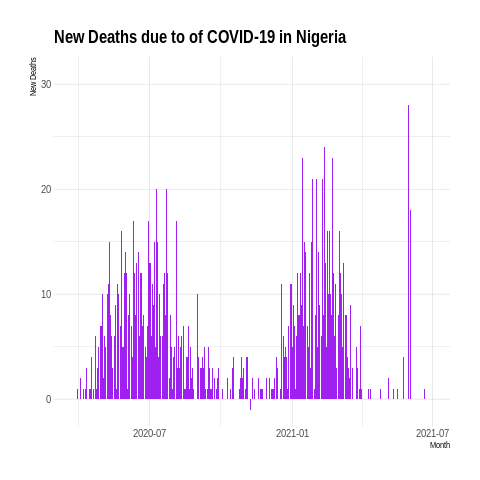 New Deaths due to of COVID-19 in Nigeria
New Deaths
30
20
10
0
2020-07
2021-01
2021-07
Month